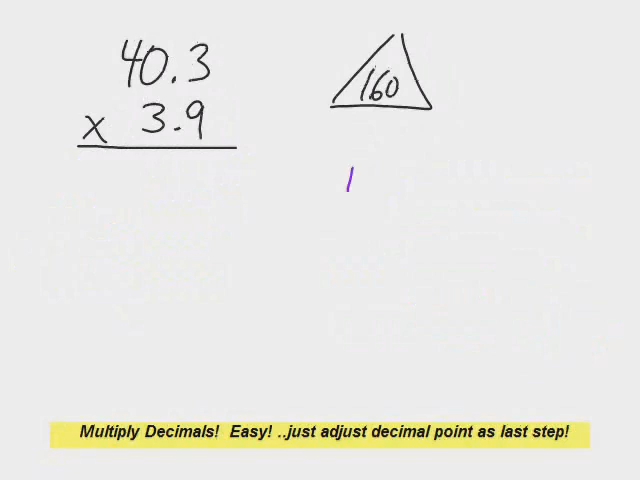 40.3
x 3.9
160
1
Multiply Decimals! Easy! ..just adjust decimal point as last step!